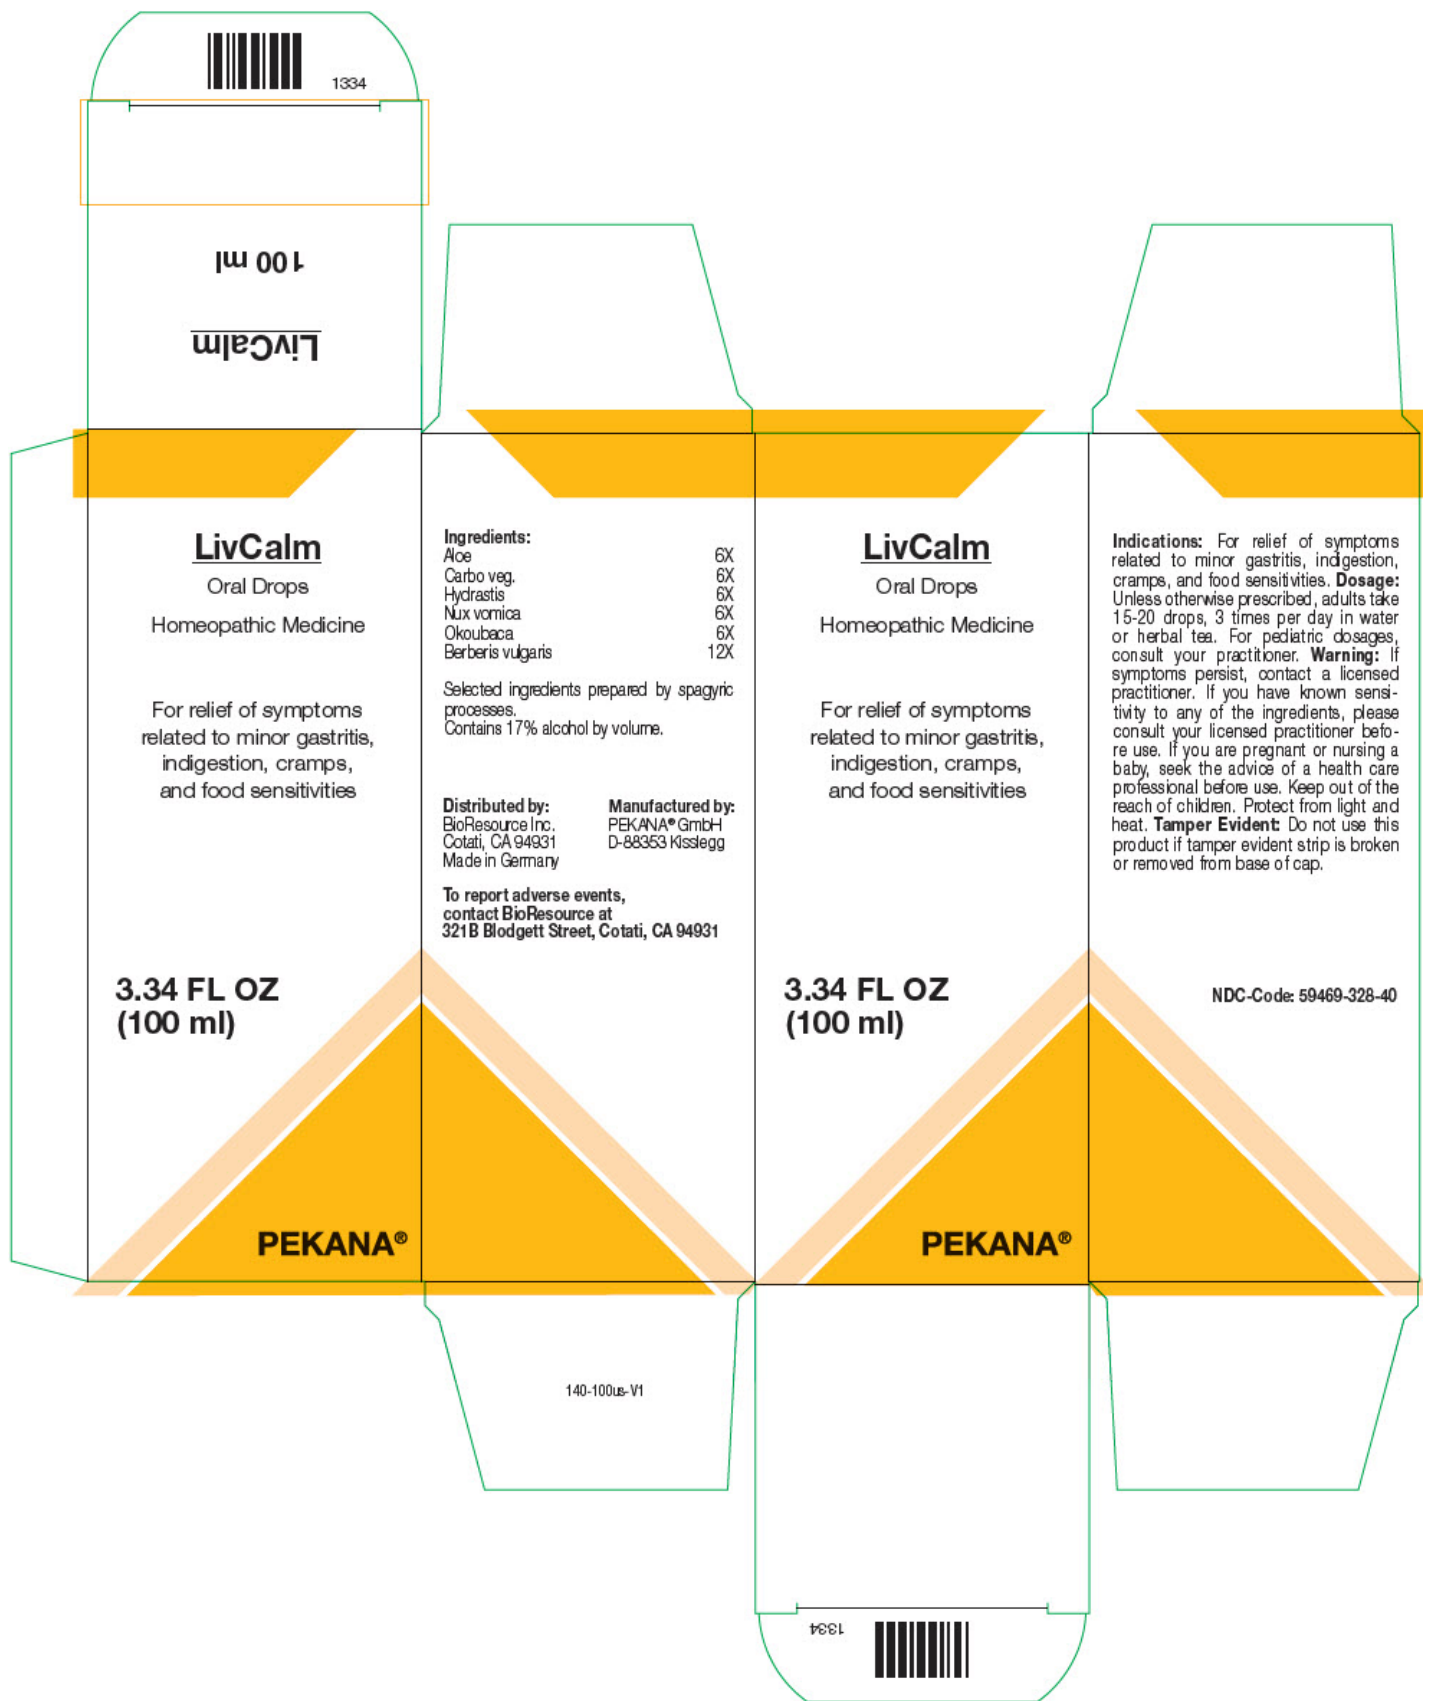 1334
100 ml
LivCalm
LivCalm
Oral Drops
Homeopathic Medicine
For relief of symptoms
related to minor gastritis,
indigestion, cramps,
and food sensitivities
3.34 FL OZ
(100 ml)
PEKANA®
Ingredients:
Aloe 6X
Carbo veg. 6X
Hydrastis 6X
Nux vomica 6X
Okoubaca 6X
Berberis vulgaris 12X
Selected ingredients prepared by spagyric
processes.
Contains 17% alcohol by volume.
Distributed by: Manufactured by:
BioResource Inc. PEKANA® GmbH
Cotati, CA 94931 D-88353 Kisslegg
Made in Germany
To report adverse events,
contact BioResource at
321B Blodgett Street, Cotati, CA 94931
140-100us-V1
LivCalm
Oral Drops
Homeopathic Medicine
For relief of symptoms
related to minor gastritis,
indigestion, cramps,
and food sensitivities
3.34 FL OZ
(100 ml)
PEKANA®
1334
Indications: For relief of symptoms
related to minor gastritis, indigestion,
cramps, and food sensitivities. Dosage:
Unless otherwise prescribed, adults take
15-20 drops, 3 times per day in water
or herbal tea. For pediatric dosages,
consult your practitioner. Warning: If
symptoms persist, contact a licensed
practitioner. If you have known sensi-
tivity to any of the ingredients, please
consult your licensed practitioner befo-
re use. If you are pregnant or nursing a
baby, seek the advice of a health care
professional before use. Keep out of the
reach of children. Protect from light and
heat. Tamper Evident: Do not use this
product if tamper evident strip is broken
or removed from base of cap.
NDC-Code: 59469-328-40